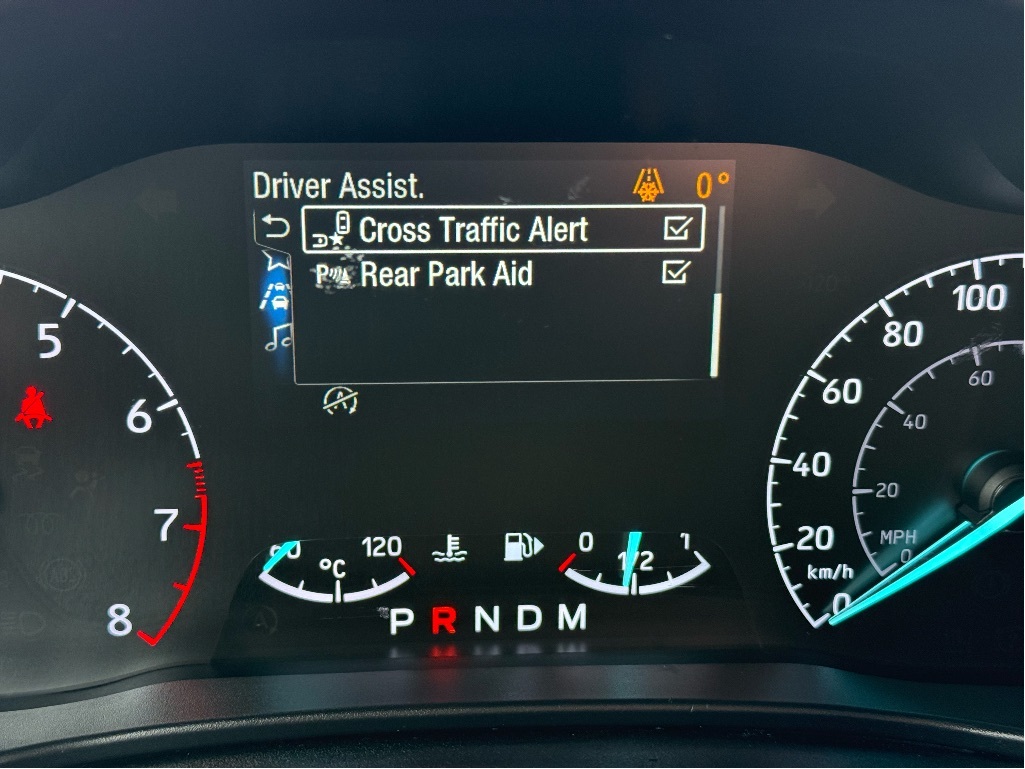 Driver Assist. 0°
Cross Traffic Alert
Rear Park Aid
5
6
7
8
60 °C 120
0 1/2 1
P R N D M
100
80
60
40
20
km/h
0
60
40
20
MPH
0